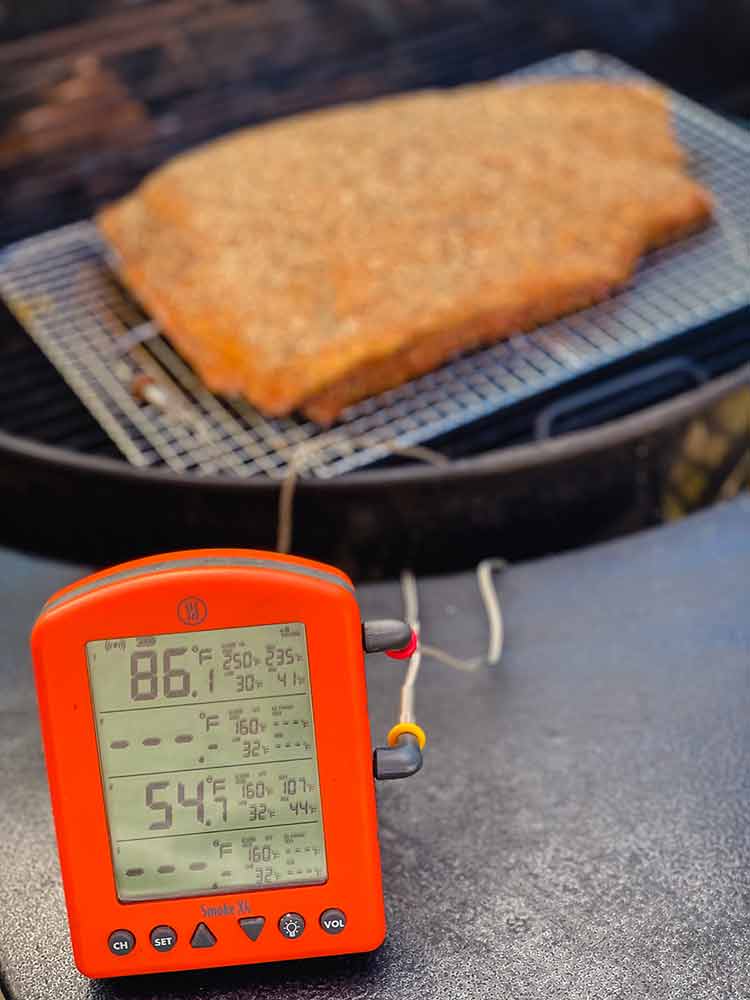 86.1°F 250°F 235°F
30°F 41°F
---.-°F 160°F ---
32°F ---
54.7°F 160°F 107°F
32°F 44°F
---.-°F 160°F ---
32°F ---
Smoke X4
CH SET VOL